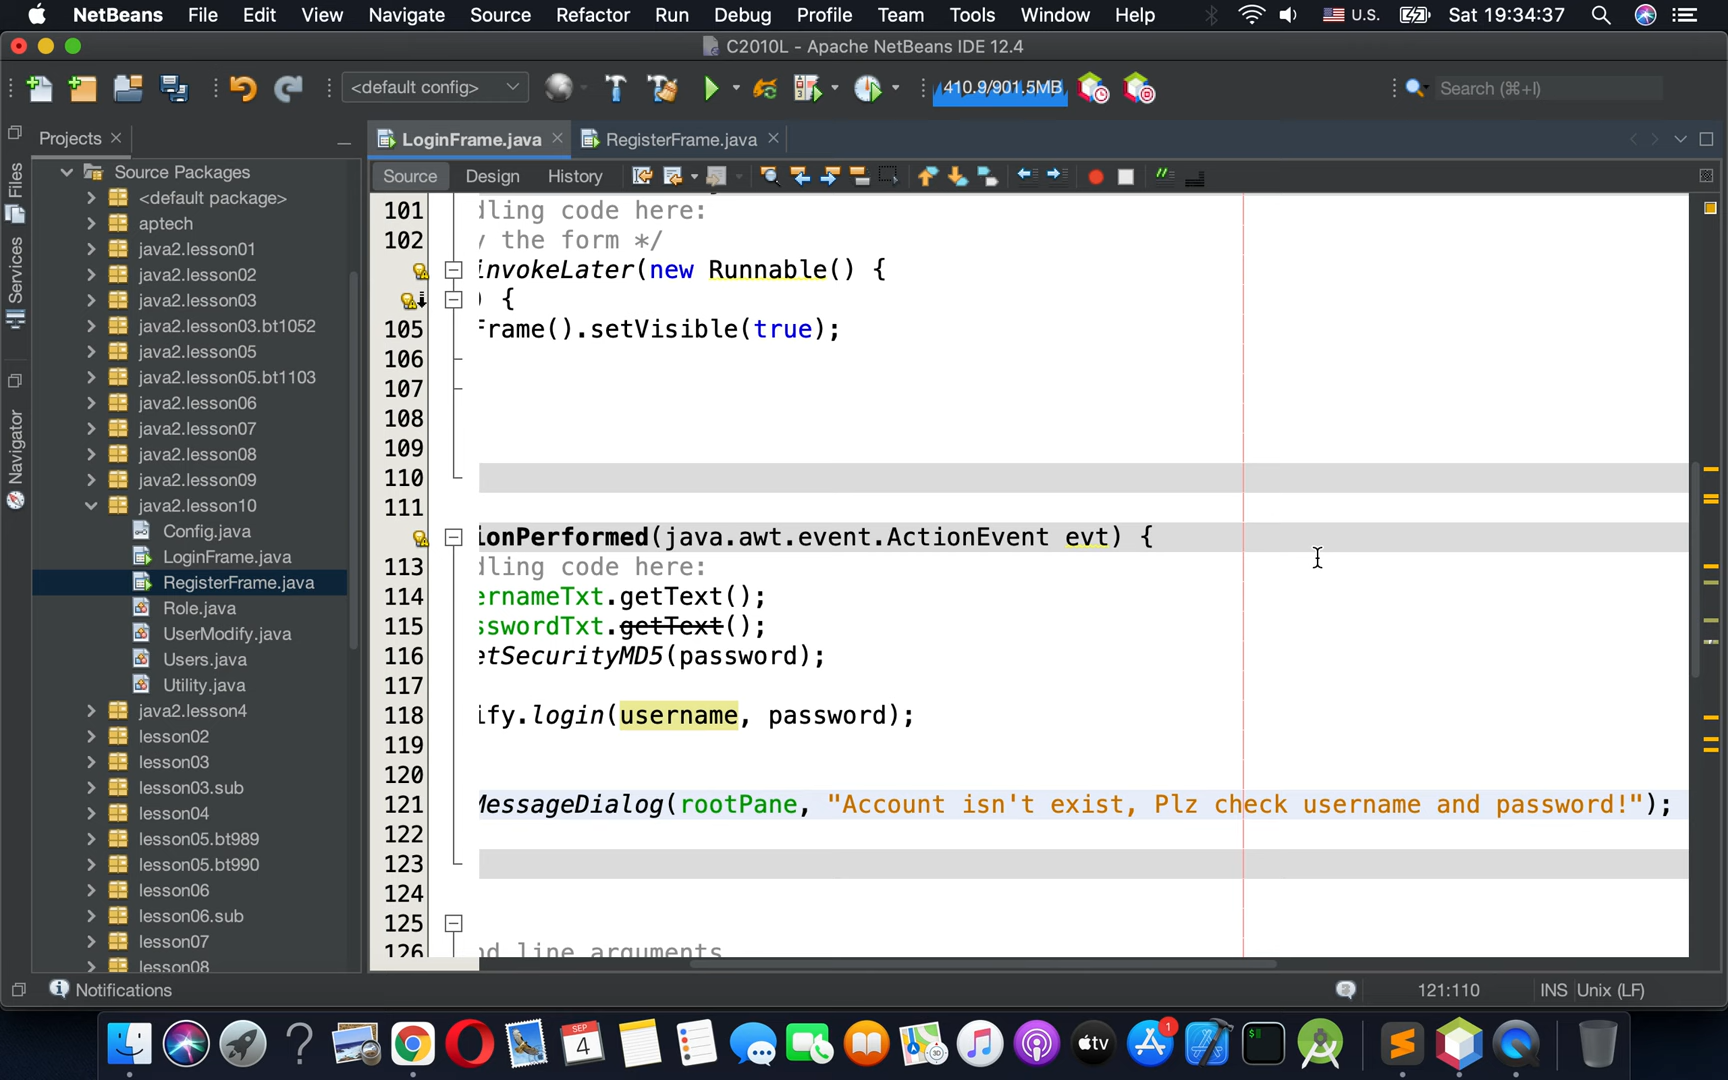 NetBeans File Edit View Navigate Source Refactor Run Debug Profile Team Tools Window Help U.S. Sat 19:34:37
C2010L - Apache NetBeans IDE 12.4
<default config> 410.9/901.5MB Search (⌘+I)
Projects LoginFrame.java RegisterFrame.java
Source Design History
Files
Services
Navigator
Source Packages
<default package>
aptech
java2.lesson01
java2.lesson02
java2.lesson03
java2.lesson03.bt1052
java2.lesson05
java2.lesson05.bt1103
java2.lesson06
java2.lesson07
java2.lesson08
java2.lesson09
java2.lesson10
Config.java
LoginFrame.java
RegisterFrame.java
Role.java
UserModify.java
Users.java
Utility.java
java2.lesson4
lesson02
lesson03
lesson03.sub
lesson04
lesson05.bt989
lesson05.bt990
lesson06
lesson06.sub
lesson07
lesson08
101 dling code here:
102 y the form */
invokeLater(new Runnable() {
) {
105 Frame().setVisible(true);
106
107
108
109
110
111
ionPerformed(java.awt.event.ActionEvent evt) {
113 dling code here:
114 ernameTxt.getText();
115 sswordTxt.getText();
116 etSecurityMD5(password);
117
118 ify.login(username, password);
119
120
121 MessageDialog(rootPane, "Account isn't exist, Plz check username and password!");
122
123
124
125
126 nd line arguments
Notifications 121:110 INS Unix (LF)
SEP
4
tv
1